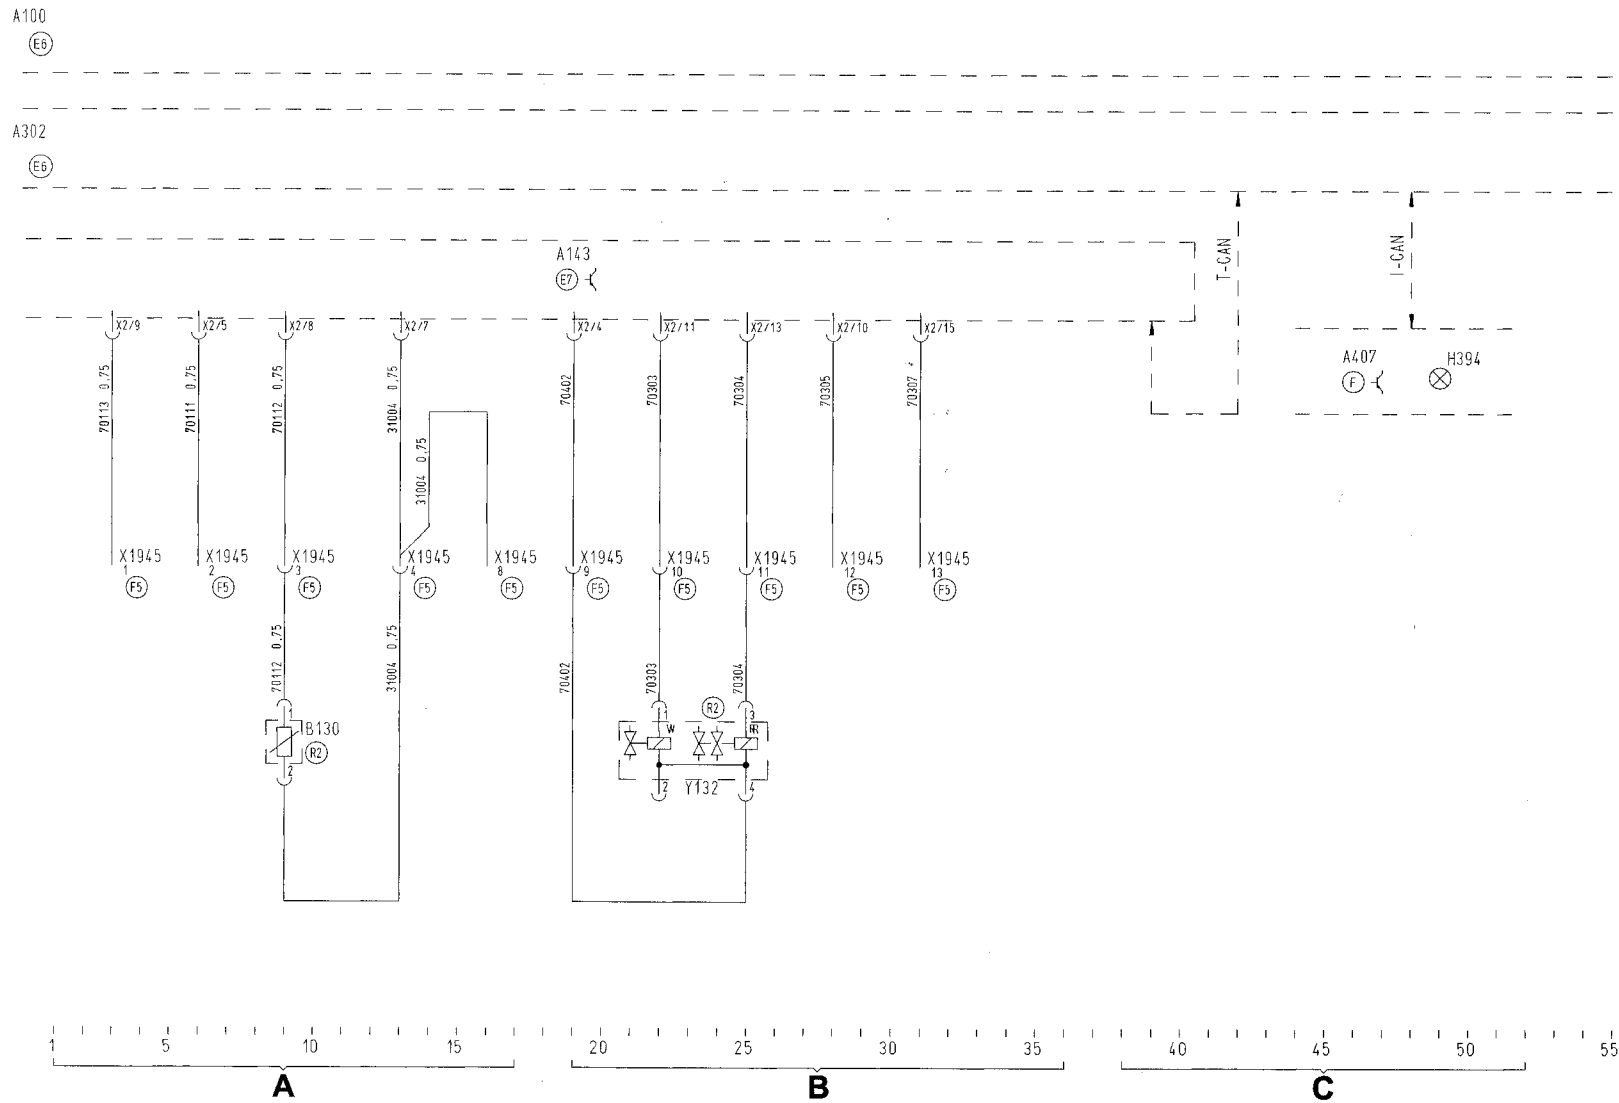 A100
E6
A302
E6
A143
E7
T-CAN
I-CAN
X2/9
X2/5
X2/8
X2/7
X2/4
X2/11
X2/13
X2/10
X2/15
70113 0,75
70111 0,75
70112 0,75
31004 0,75
31004 0,75
70402
70303
70304
70305
70307
A407
F
H394
X1945
1
F5
X1945
2
F5
X1945
3
F5
X1945
4
F5
X1945
8
F5
X1945
9
F5
X1945
10
F5
X1945
11
F5
X1945
12
F5
X1945
13
F5
70112 0,75
31004 0,75
70402
70303
70304
1
B130
R2
2
R2
1
W
3
2
Y132
4
1 5 10 15 20 25 30 35 40 45 50 55
A B C